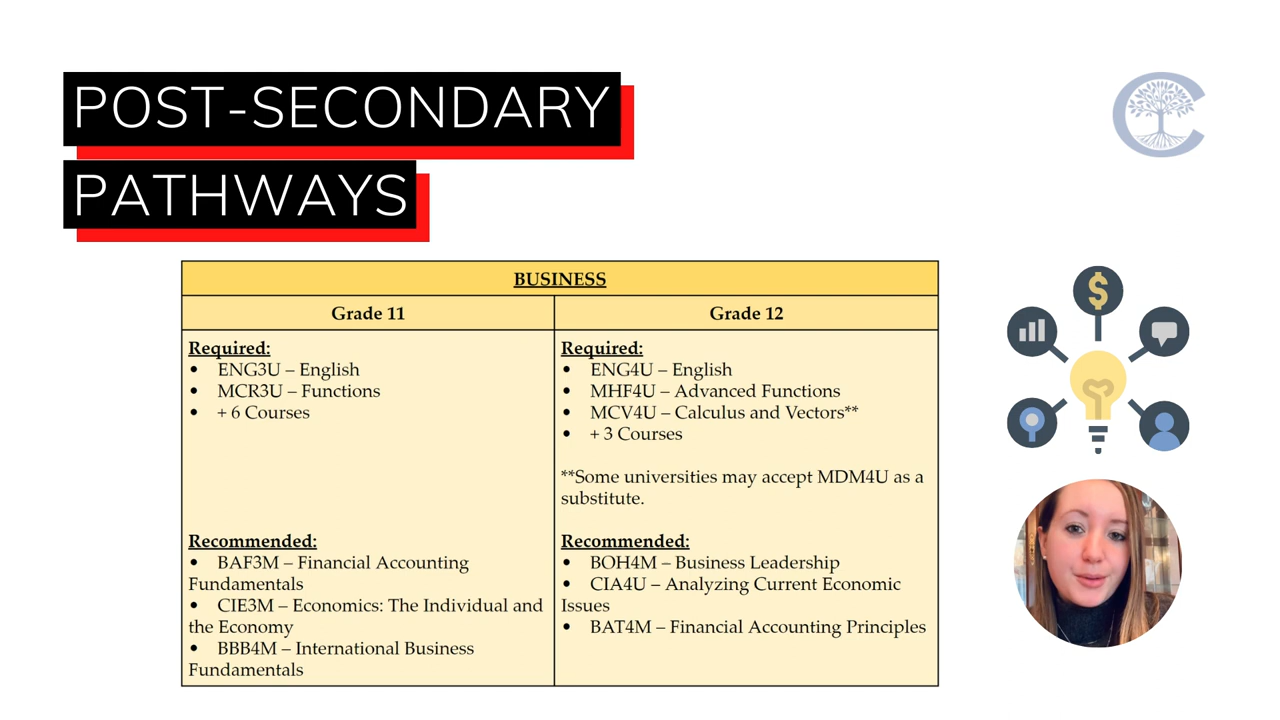 POST-SECONDARY
PATHWAYS
BUSINESS
Grade 11
Grade 12
Required:
• ENG3U – English
• MCR3U – Functions
• + 6 Courses
Recommended:
• BAF3M – Financial Accounting
Fundamentals
• CIE3M – Economics: The Individual and
the Economy
• BBB4M – International Business
Fundamentals
Required:
• ENG4U – English
• MHF4U – Advanced Functions
• MCV4U – Calculus and Vectors**
• + 3 Courses
**Some universities may accept MDM4U as a
substitute.
Recommended:
• BOH4M – Business Leadership
• CIA4U – Analyzing Current Economic
Issues
• BAT4M – Financial Accounting Principles
C
$